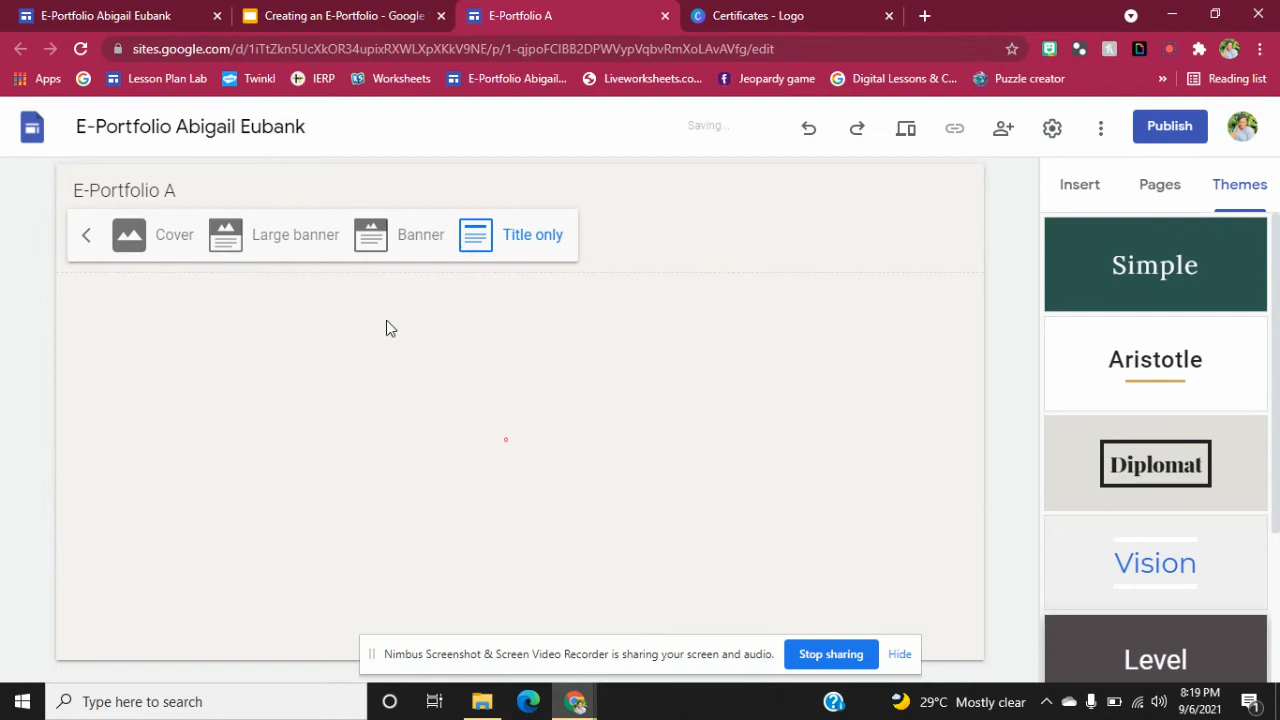 E-Portfolio Abigail Eubank
Creating an E-Portfolio - Google
E-Portfolio A
Certificates - Logo
sites.google.com/d/1iTtZkn5UcXkOR34upixRXWLXpXKkV9NE/p/1-qjpoFClBB2DPWVypVqbvRmXoLAvAVfg/edit
Apps
Lesson Plan Lab
Twinkl
IERP
Worksheets
E-Portfolio Abigail...
Liveworksheets.co...
Jeopardy game
Digital Lessons & C...
Puzzle creator
»
Reading list
E-Portfolio Abigail Eubank
Saving...
Publish
E-Portfolio A
Cover
Large banner
Banner
Title only
Insert
Pages
Themes
Simple
Aristotle
Diplomat
Vision
Level
Nimbus Screenshot & Screen Video Recorder is sharing your screen and audio.
Stop sharing
Hide
Type here to search
29°C Mostly clear
8:19 PM
9/6/2021
1